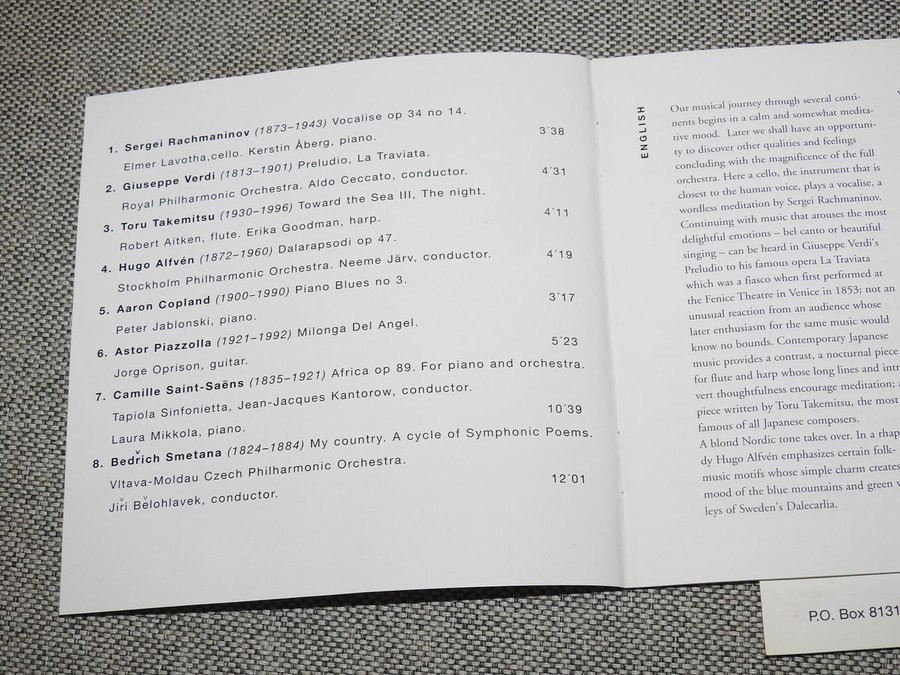 1. Sergei Rachmaninov (1873–1943) Vocalise op 34 no 14.
Elmer Lavotha,cello. Kerstin Åberg, piano. 3´38
2. Giuseppe Verdi (1813–1901) Preludio, La Traviata.
Royal Philharmonic Orchestra. Aldo Ceccato, conductor. 4´31
3. Toru Takemitsu (1930–1996) Toward the Sea III, The night.
Robert Aitken, flute. Erika Goodman, harp. 4´11
4. Hugo Alfvén (1872–1960) Dalarapsodi op 47.
Stockholm Philharmonic Orchestra. Neeme Järv, conductor. 4´19
5. Aaron Copland (1900–1990) Piano Blues no 3.
Peter Jablonski, piano. 3´17
6. Astor Piazzolla (1921–1992) Milonga Del Angel.
Jorge Oprison, guitar. 5´23
7. Camille Saint-Saëns (1835–1921) Africa op 89. For piano and orchestra.
Tapiola Sinfonietta, Jean-Jacques Kantorow, conductor.
Laura Mikkola, piano. 10´39
8. Bedřich Smetana (1824–1884) My country. A cycle of Symphonic Poems.
Vltava-Moldau Czech Philharmonic Orchestra.
Jiři Bělohlavek, conductor. 12´01
ENGLISH
Our musical journey through several conti-
nents begins in a calm and somewhat medita-
tive mood. Later we shall have an opportuni-
ty to discover other qualities and feelings
concluding with the magnificence of the full
orchestra. Here a cello, the instrument that is
closest to the human voice, plays a vocalise, a
wordless meditation by Sergei Rachmaninov.
Continuing with music that arouses the most
delightful emotions – bel canto or beautiful
singing – can be heard in Giuseppe Verdi's
Preludio to his famous opera La Traviata
which was a fiasco when first performed at
the Fenice Theatre in Venice in 1853; not an
unusual reaction from an audience whose
later enthusiasm for the same music would
know no bounds. Contemporary Japanese
music provides a contrast, a nocturnal piece
for flute and harp whose long lines and intr
vert thoughtfulness encourage meditation; a
piece written by Toru Takemitsu, the most
famous of all Japanese composers.
A blond Nordic tone takes over. In a rhap
dy Hugo Alfvén emphasizes certain folk-
music motifs whose simple charm creates
mood of the blue mountains and green v
leys of Sweden's Dalecarlia.
P.O. Box 8131